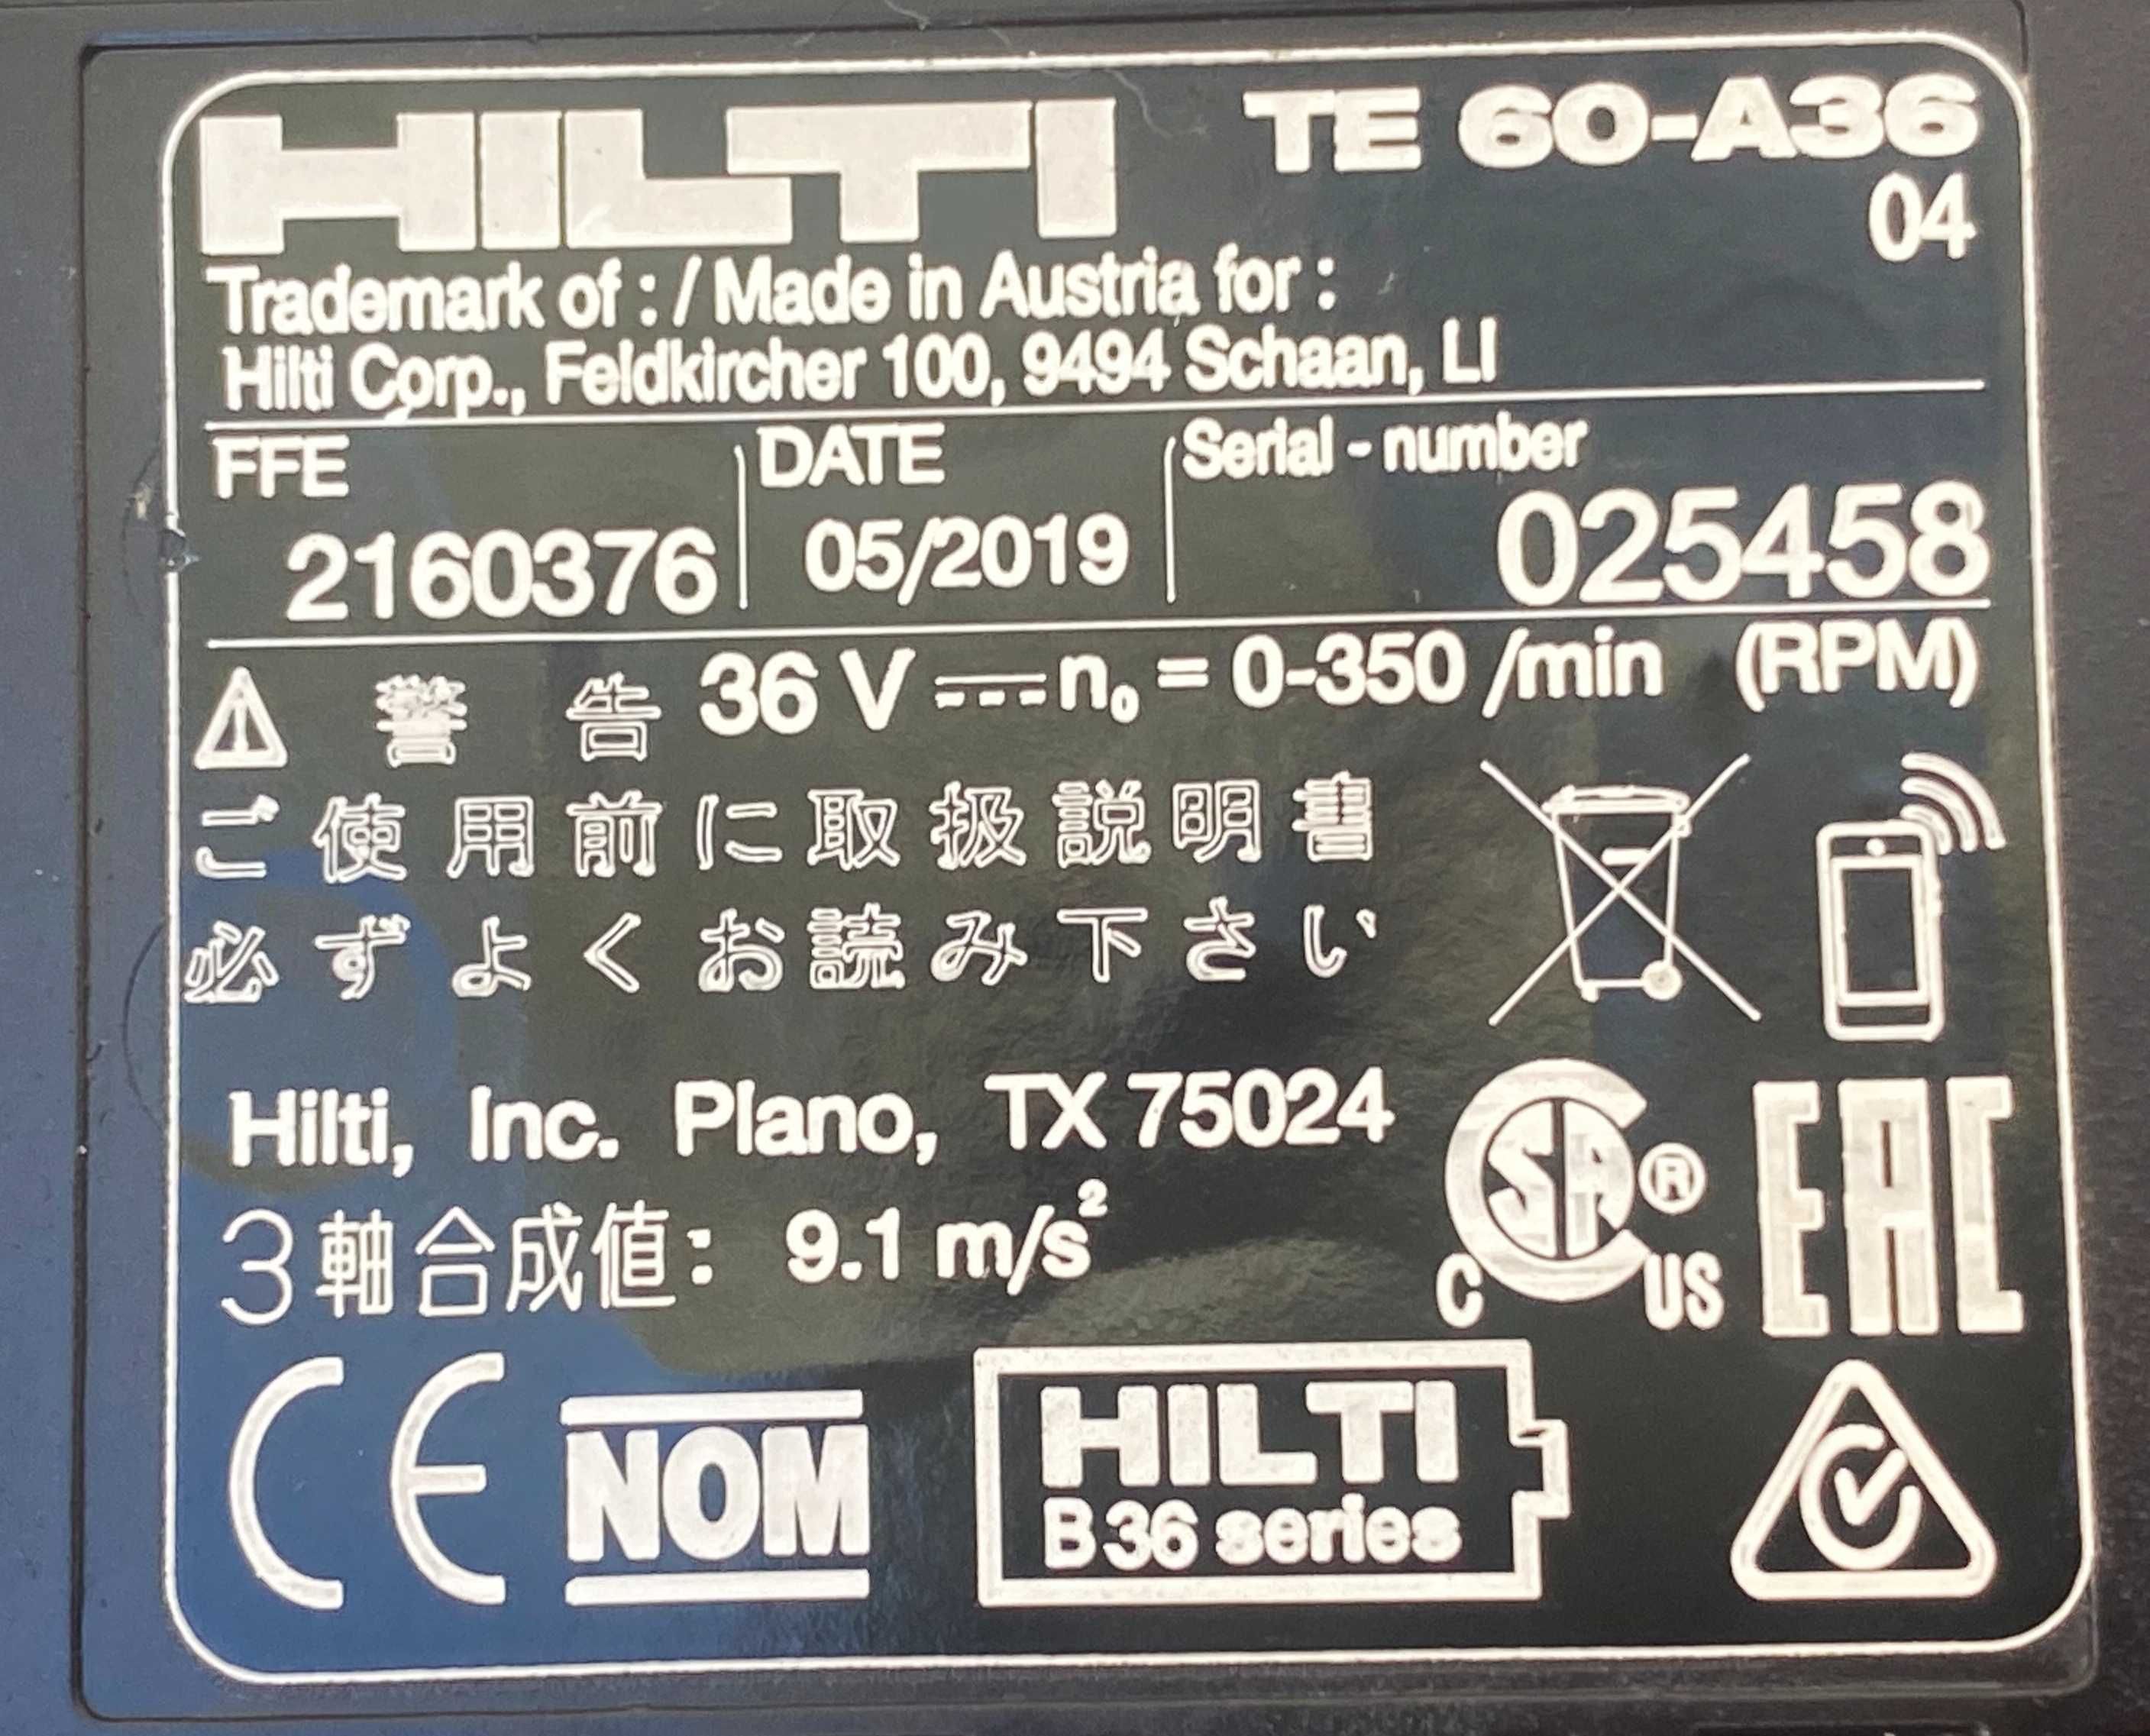 HILTI TE 60-A36
04
Trademark of : / Made in Austria for :
Hilti Corp., Feldkircher 100, 9494 Schaan, LI
FFE DATE Serial - number
2160376 05/2019 025458
警告 36 V n₀ = 0-350 /min (RPM)
ご使用前に取扱説明書
必ずよくお読み下さい
Hilti, Inc. Plano, TX 75024
3軸合成値: 9.1 m/s²
C SA ® C US
EAC
CE
NOM
HILTI
B36 series